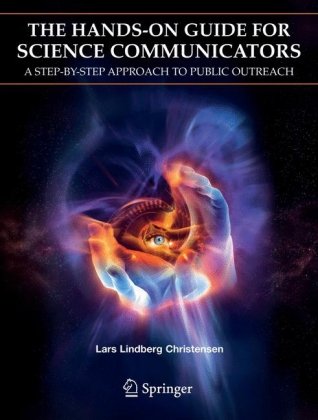 THE HANDS-ON GUIDE FOR
SCIENCE COMMUNICATORS
A STEP-BY-STEP APPROACH TO PUBLIC OUTREACH
Lars Lindberg Christensen
Springer